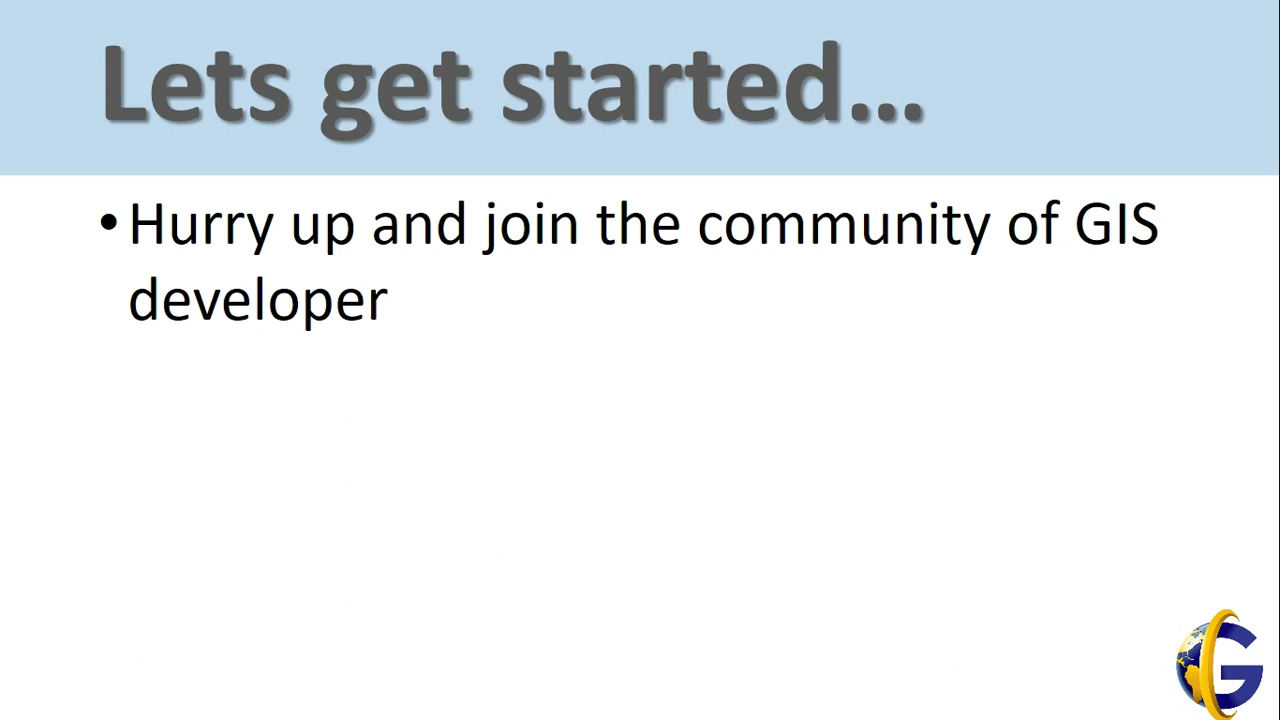 Lets get started...
• Hurry up and join the community of GIS
developer
G